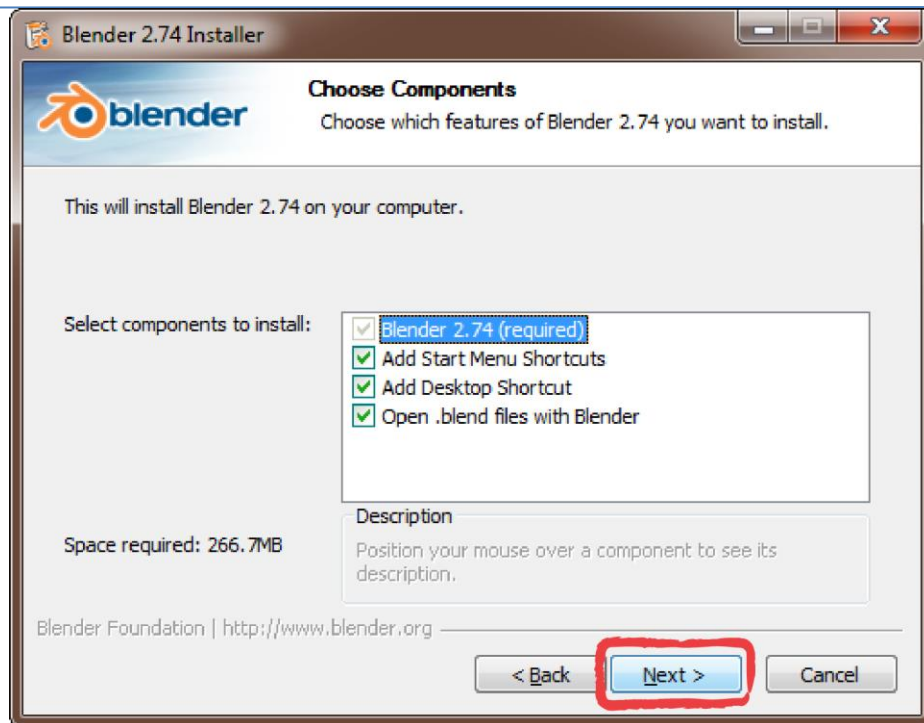 Blender 2.74 Installer
blender
Choose Components
Choose which features of Blender 2.74 you want to install.
This will install Blender 2.74 on your computer.
Select components to install:
Blender 2.74 (required)
Add Start Menu Shortcuts
Add Desktop Shortcut
Open .blend files with Blender
Space required: 266.7MB
Description
Position your mouse over a component to see its
description.
Blender Foundation | http://www.blender.org
< Back
Next >
Cancel